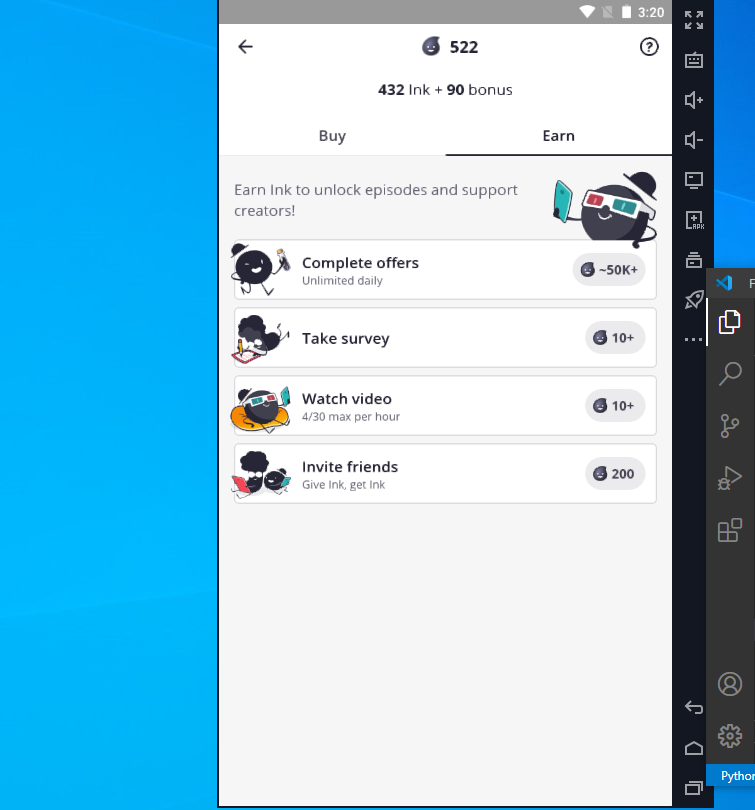 3:20
522
432 Ink + 90 bonus
Buy
Earn
Earn Ink to unlock episodes and support
creators!
Complete offers
Unlimited daily
~50K+
Take survey
10+
Watch video
4/30 max per hour
10+
Invite friends
Give Ink, get Ink
200
APK
F
Python